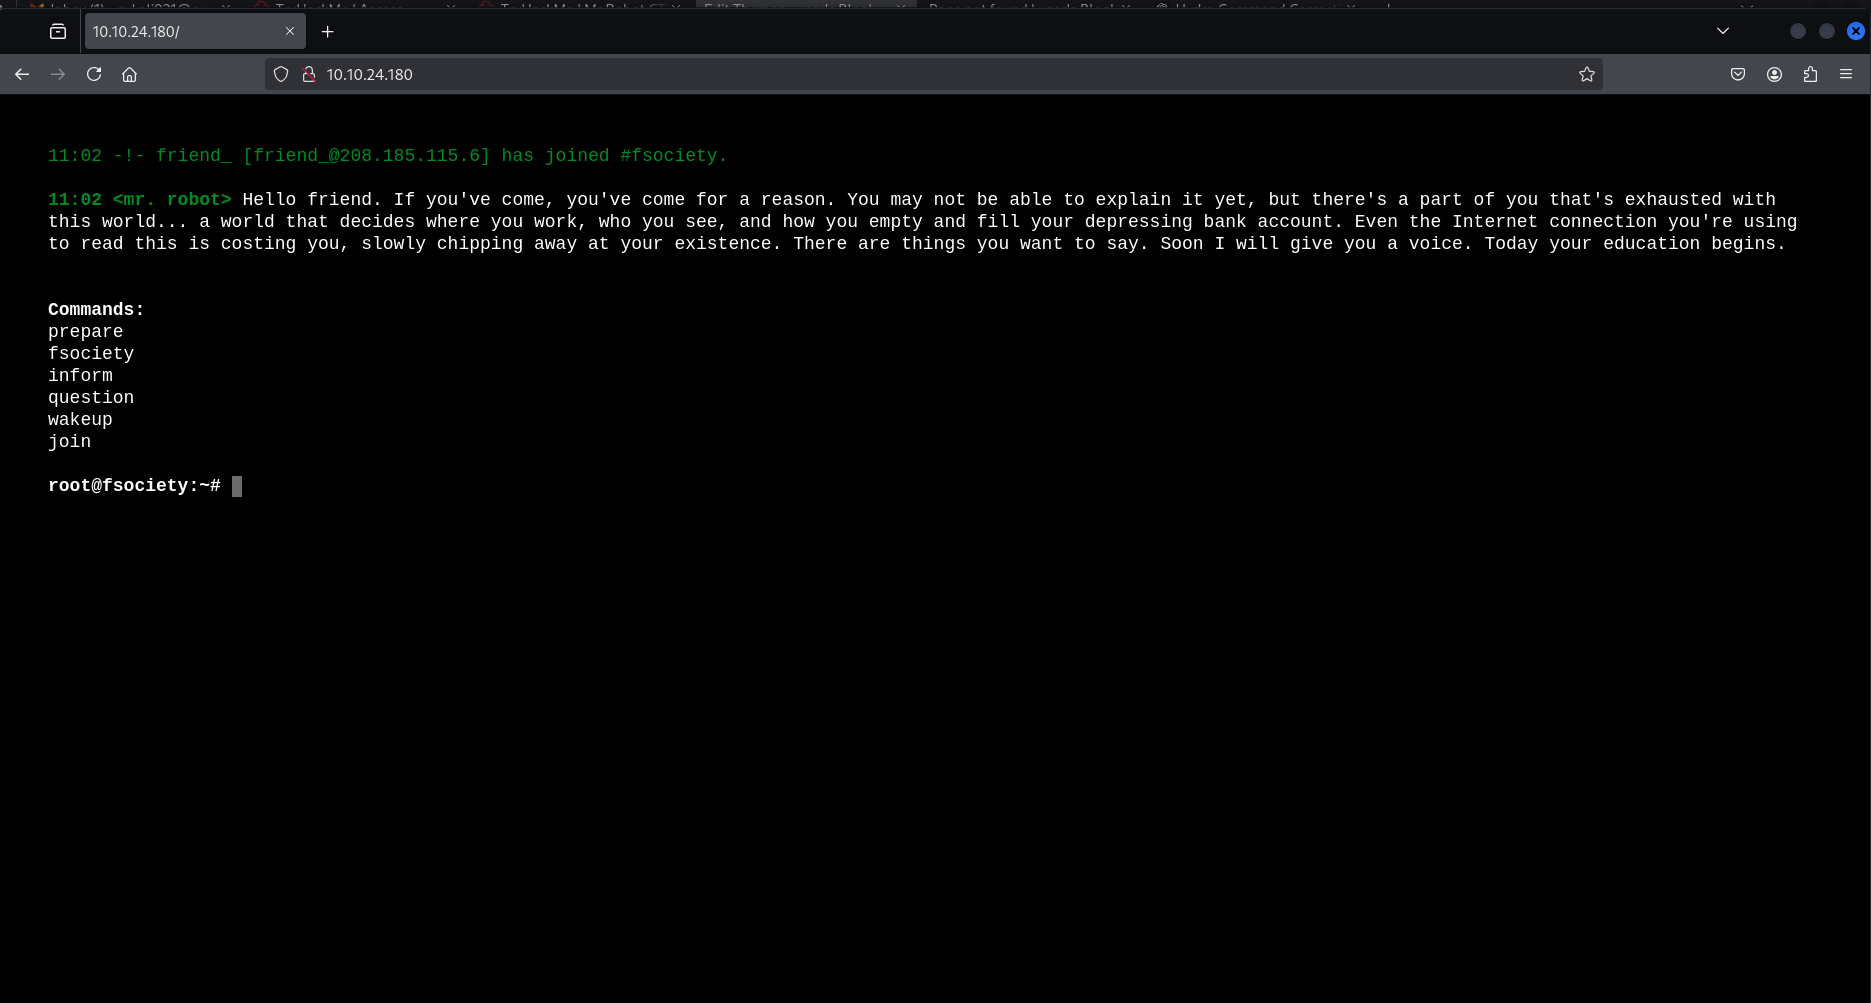 10.10.24.180/
10.10.24.180
11:02 -!- friend_ [friend_@208.185.115.6] has joined #fsociety.
11:02 <mr. robot> Hello friend. If you've come, you've come for a reason. You may not be able to explain it yet, but there's a part of you that's exhausted with
this world... a world that decides where you work, who you see, and how you empty and fill your depressing bank account. Even the Internet connection you're using
to read this is costing you, slowly chipping away at your existence. There are things you want to say. Soon I will give you a voice. Today your education begins.
Commands:
prepare
fsociety
inform
question
wakeup
join
root@fsociety:~#